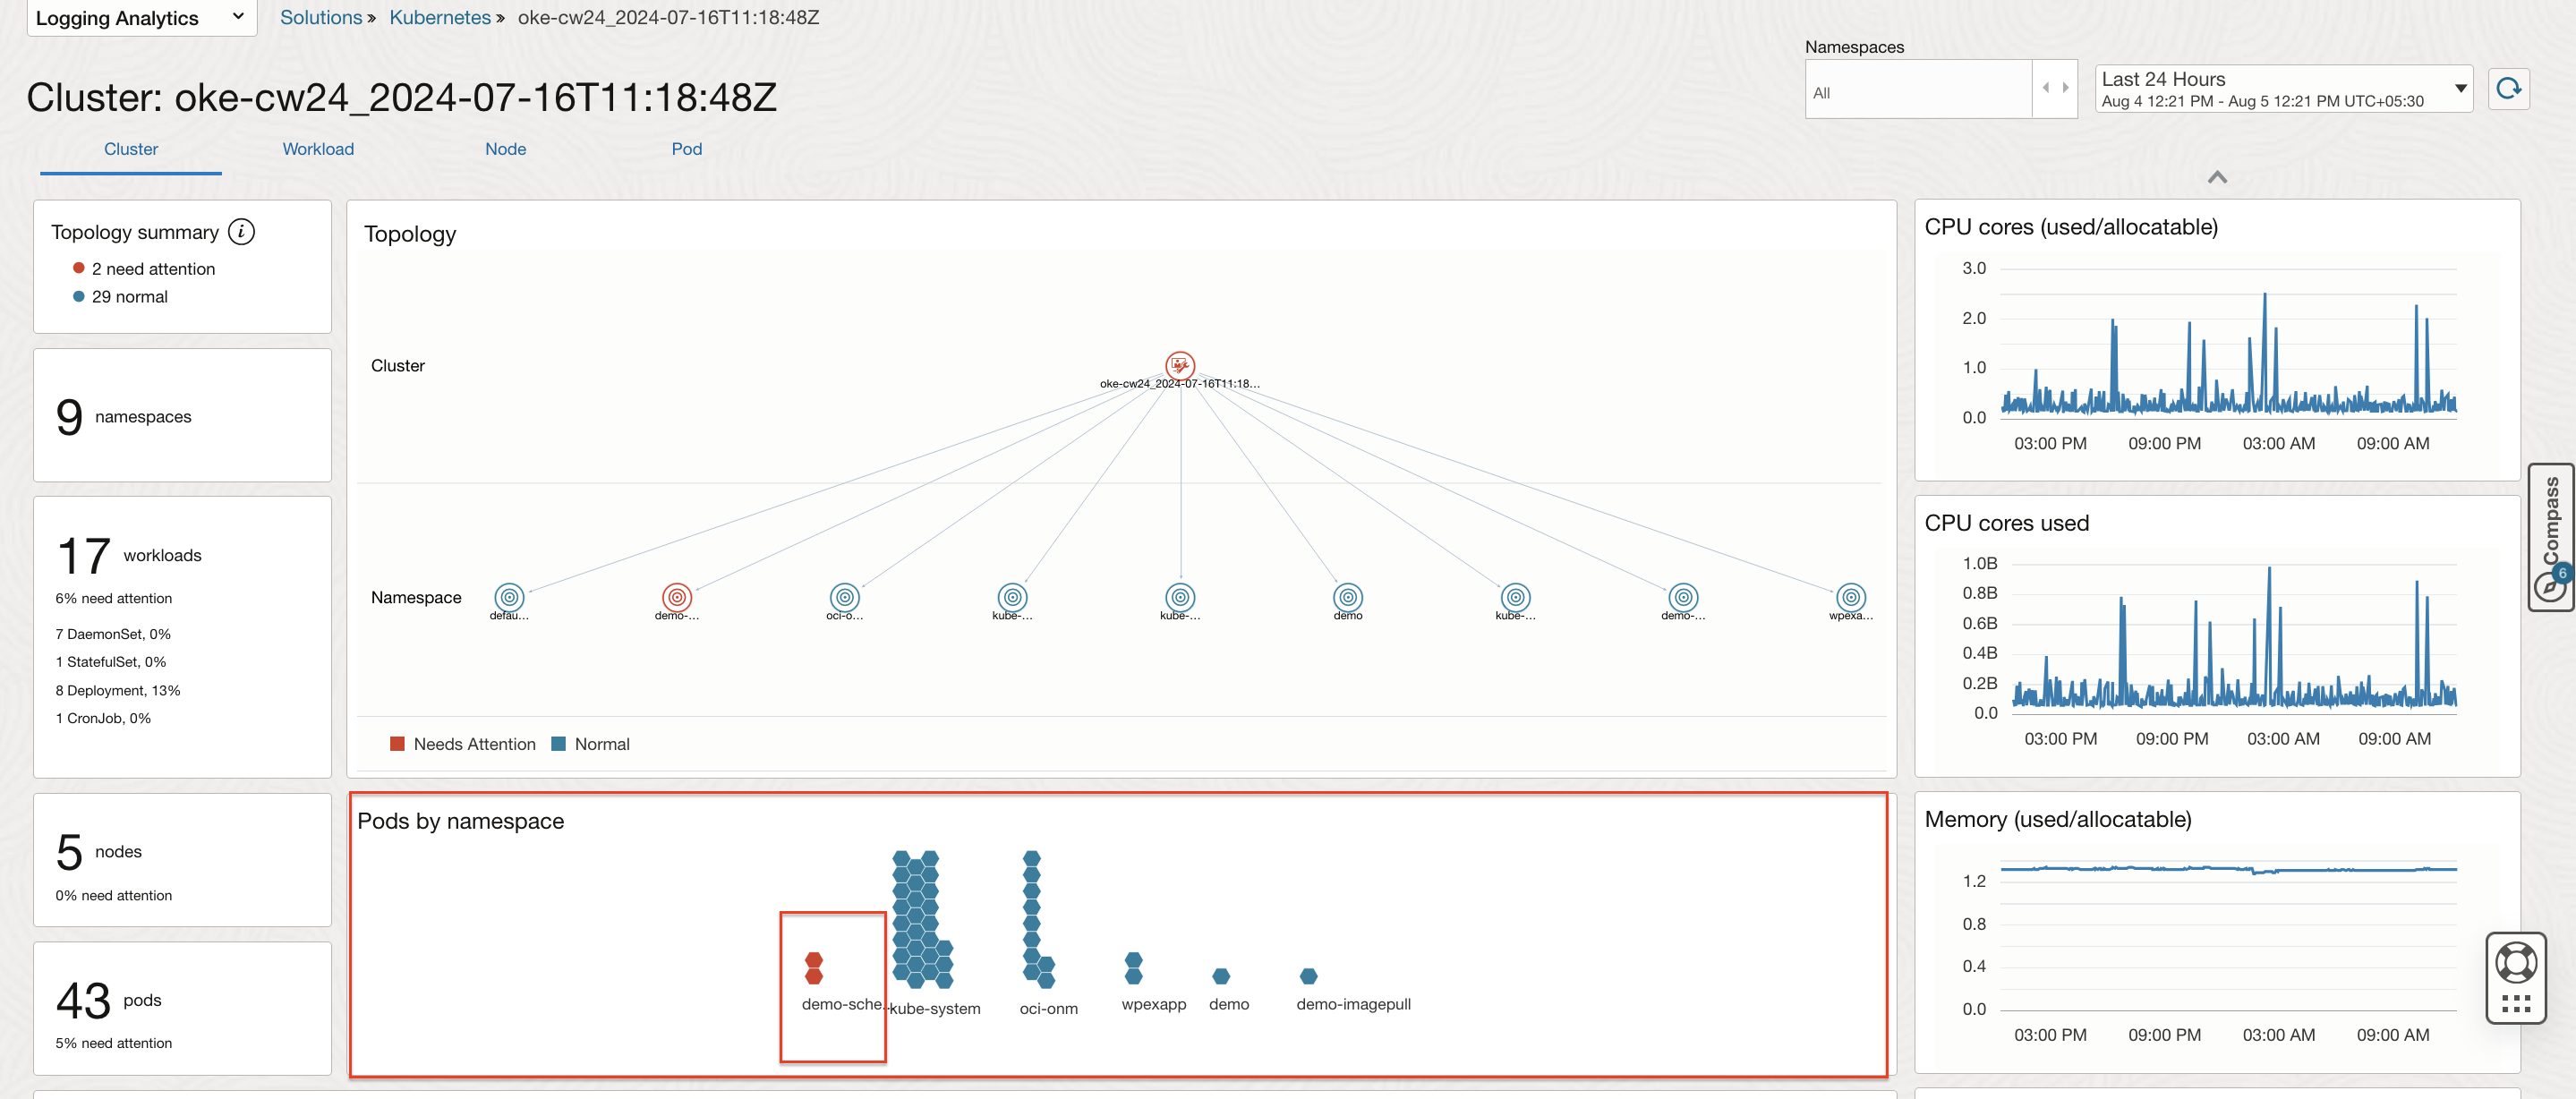 Logging Analytics
Solutions » Kubernetes » oke-cw24_2024-07-16T11:18:48Z
Namespaces
All
Last 24 Hours
Aug 4 12:21 PM - Aug 5 12:21 PM UTC+05:30
Cluster: oke-cw24_2024-07-16T11:18:48Z
Cluster Workload Node Pod
Topology summary i
2 need attention
29 normal
9 namespaces
17 workloads
6% need attention
7 DaemonSet, 0%
1 StatefulSet, 0%
8 Deployment, 13%
1 CronJob, 0%
5 nodes
0% need attention
43 pods
5% need attention
Topology
Cluster
oke-cw24_2024-07-16T11:18...
Namespace
defau... demo-... oci-o... kube-... kube-... demo kube-... demo-... wpexa...
Needs Attention Normal
Pods by namespace
demo-sche... kube-system oci-onm wpexapp demo demo-imagepull
CPU cores (used/allocatable)
3.0
2.0
1.0
0.0
03:00 PM 09:00 PM 03:00 AM 09:00 AM
CPU cores used
1.0B
0.8B
0.6B
0.4B
0.2B
0.0
03:00 PM 09:00 PM 03:00 AM 09:00 AM
Memory (used/allocatable)
1.2
0.8
0.4
0.0
03:00 PM 09:00 PM 03:00 AM 09:00 AM
Compass
6